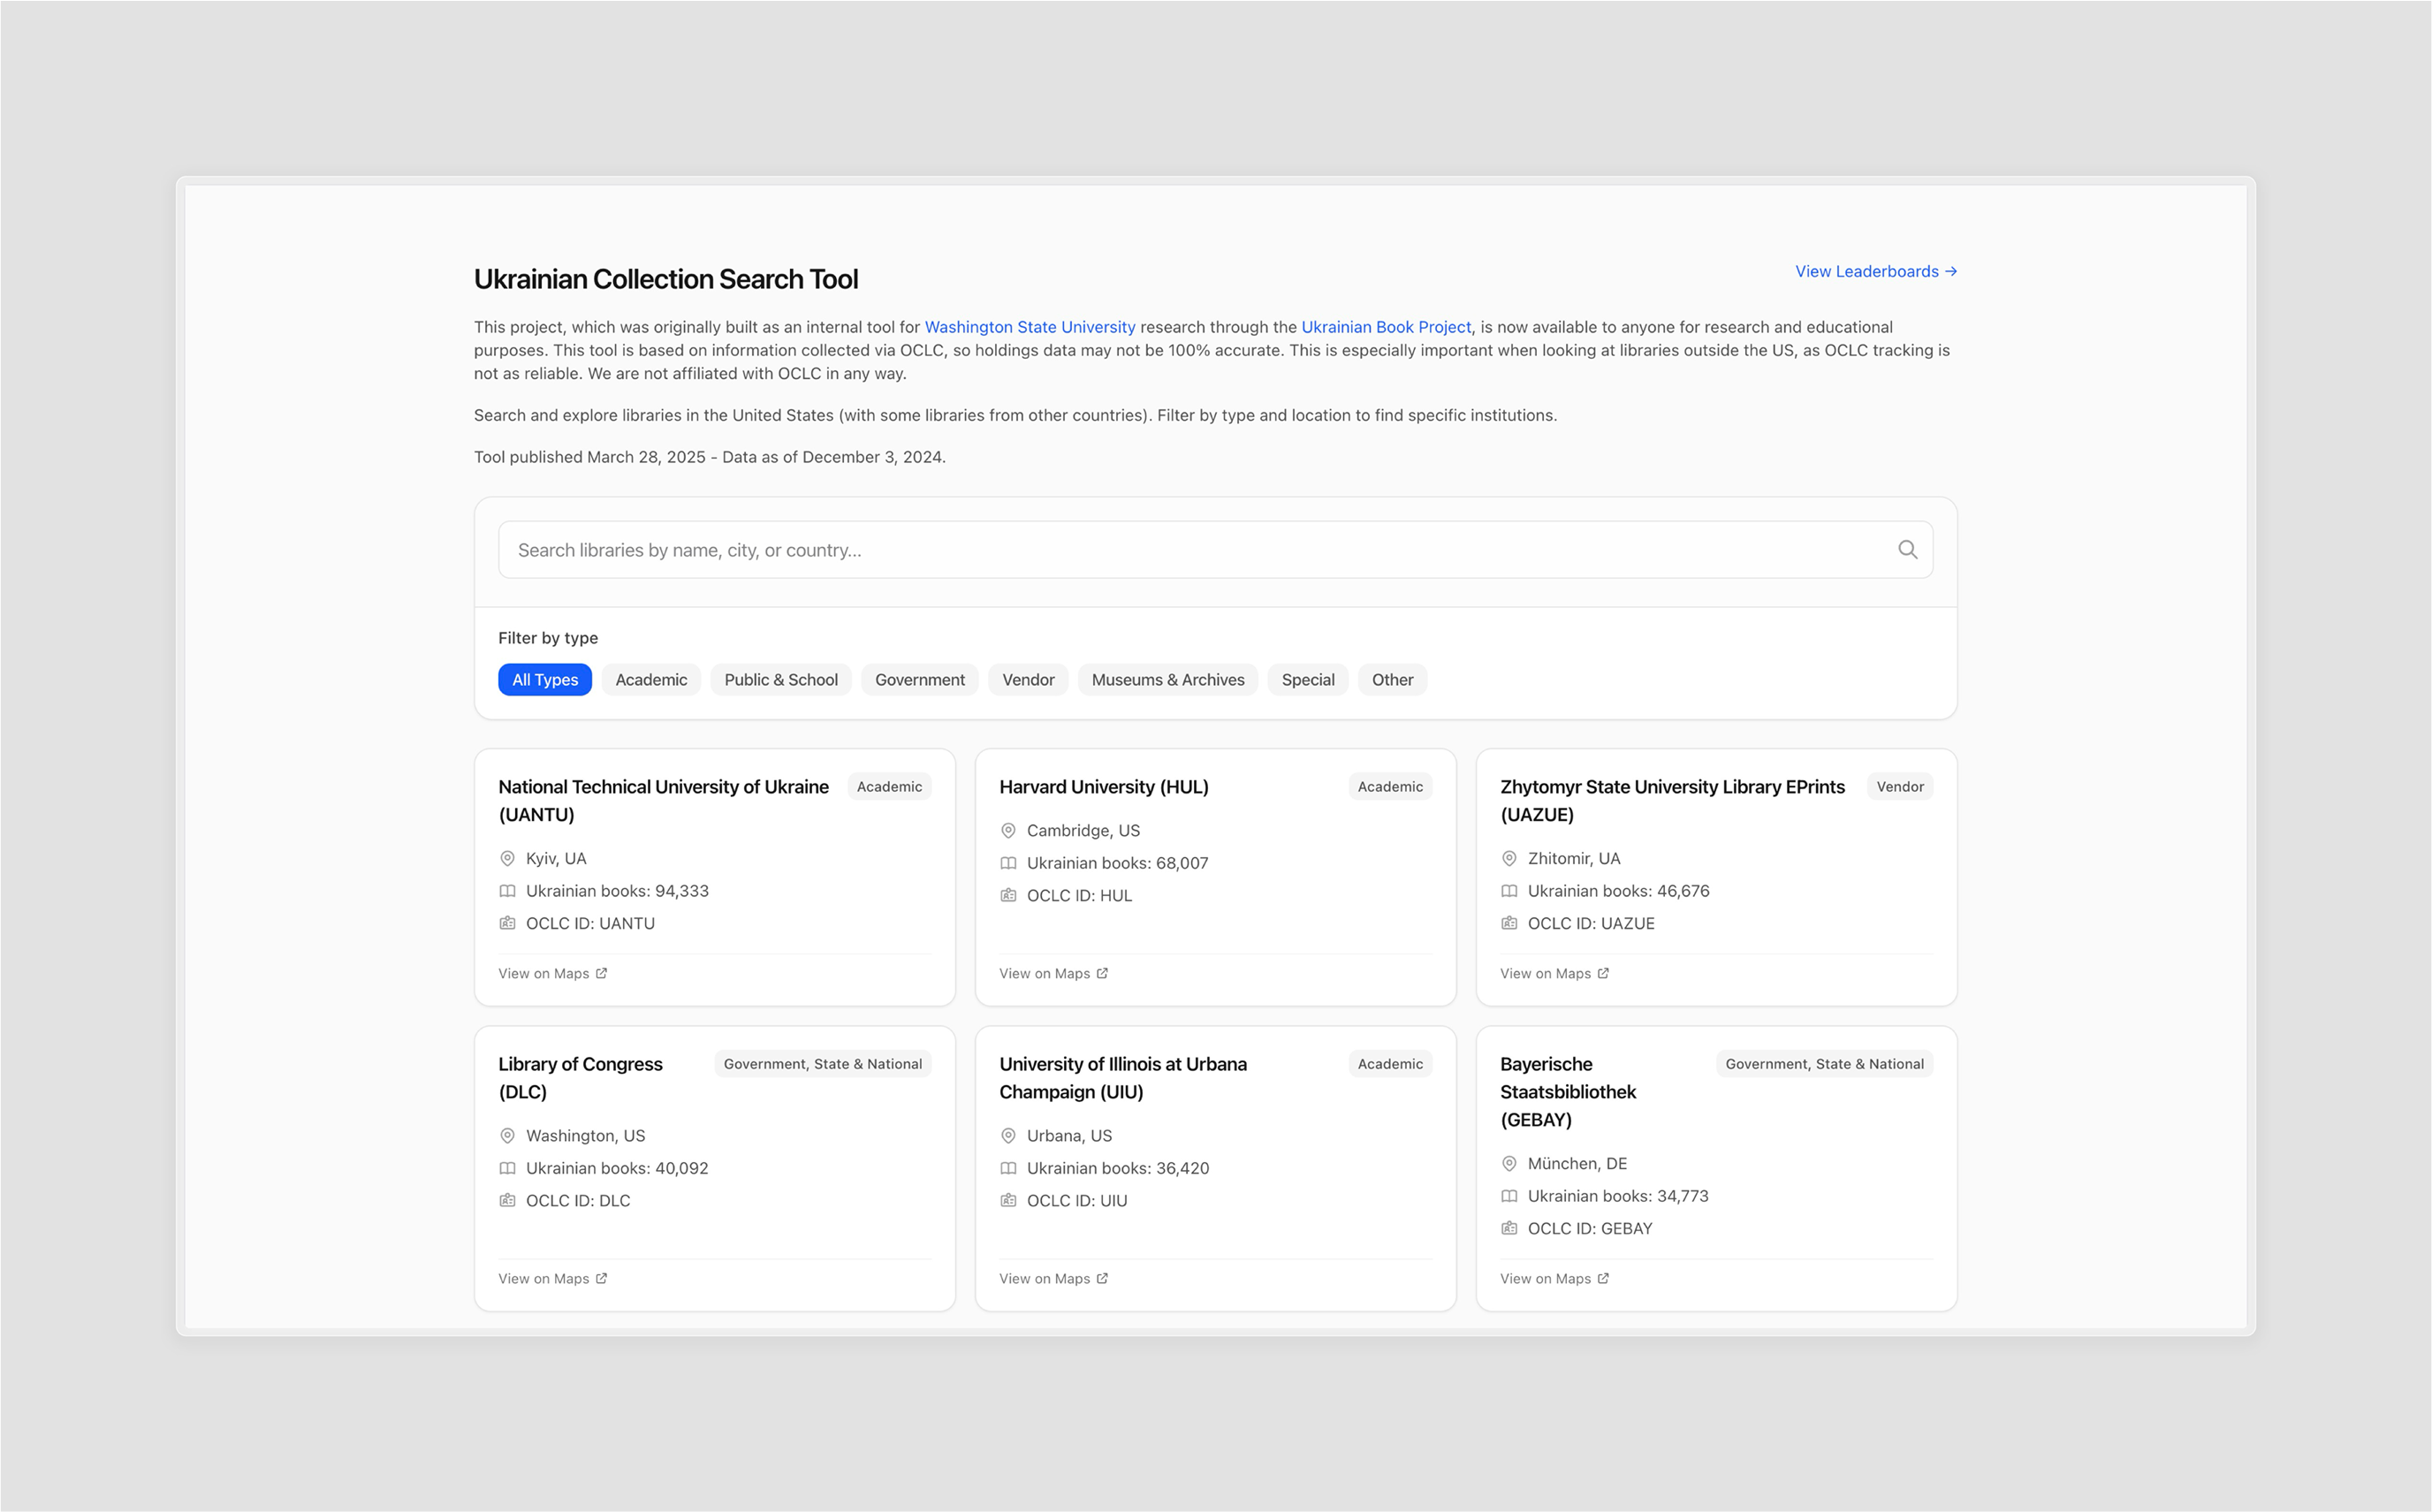 Ukrainian Collection Search Tool
View Leaderboards →
This project, which was originally built as an internal tool for Washington State University research through the Ukrainian Book Project, is now available to anyone for research and educational
purposes. This tool is based on information collected via OCLC, so holdings data may not be 100% accurate. This is especially important when looking at libraries outside the US, as OCLC tracking is
not as reliable. We are not affiliated with OCLC in any way.
Search and explore libraries in the United States (with some libraries from other countries). Filter by type and location to find specific institutions.
Tool published March 28, 2025 - Data as of December 3, 2024.
Search libraries by name, city, or country...
Filter by type
All Types
Academic
Public & School
Government
Vendor
Museums & Archives
Special
Other
National Technical University of Ukraine
(UANTU)
Academic
Kyiv, UA
Ukrainian books: 94,333
OCLC ID: UANTU
View on Maps
Harvard University (HUL)
Academic
Cambridge, US
Ukrainian books: 68,007
OCLC ID: HUL
View on Maps
Zhytomyr State University Library EPrints
(UAZUE)
Vendor
Zhitomir, UA
Ukrainian books: 46,676
OCLC ID: UAZUE
View on Maps
Library of Congress
(DLC)
Government, State & National
Washington, US
Ukrainian books: 40,092
OCLC ID: DLC
View on Maps
University of Illinois at Urbana
Champaign (UIU)
Academic
Urbana, US
Ukrainian books: 36,420
OCLC ID: UIU
View on Maps
Bayerische
Staatsbibliothek
(GEBAY)
Government, State & National
München, DE
Ukrainian books: 34,773
OCLC ID: GEBAY
View on Maps